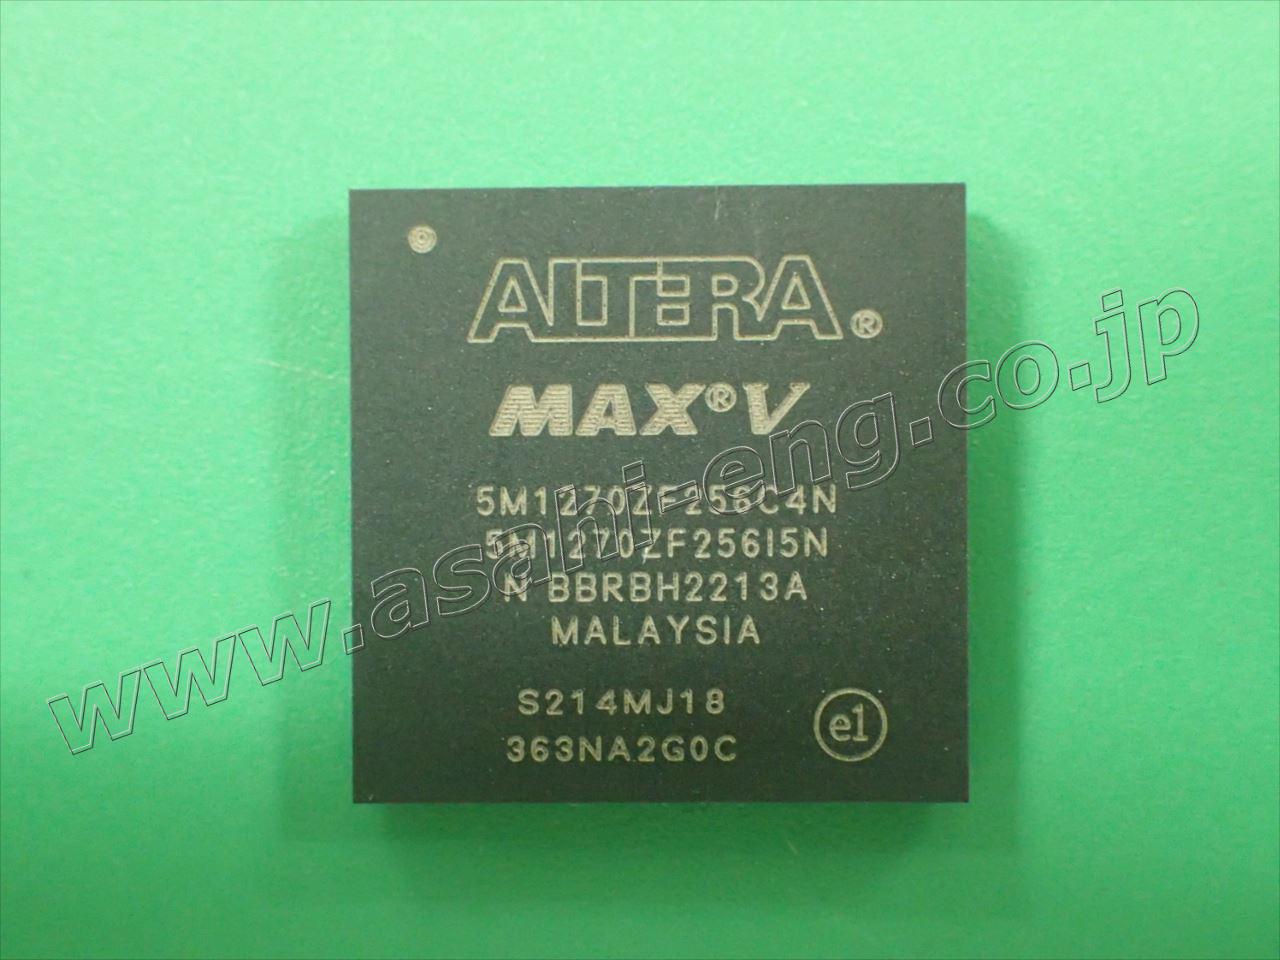 ALTERA®
MAX®V
5M1270ZF256C4N
5M1270ZF256I5N
N BBRBH2213A
MALAYSIA
S214MJ18
363NA2G0C
e1
www.asahi-eng.co.jp